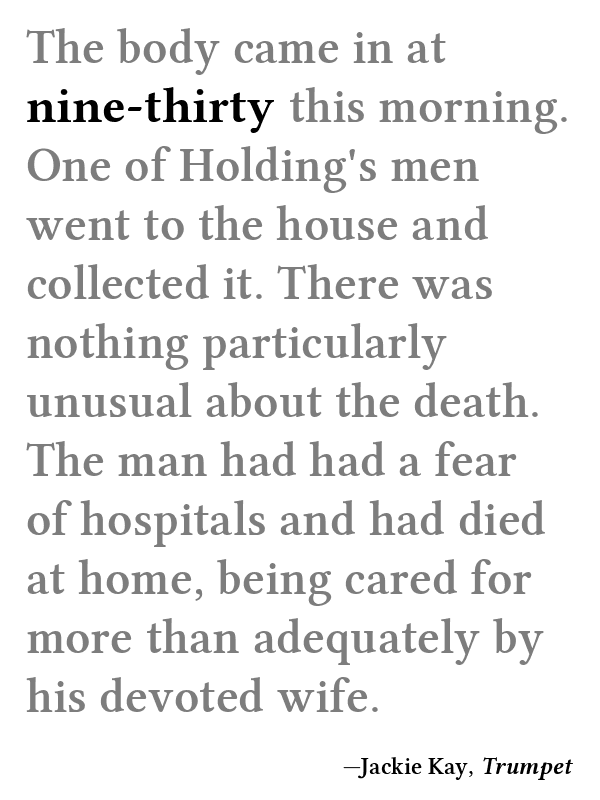 The body came in at
nine-thirty this morning.
One of Holding's men
went to the house and
collected it. There was
nothing particularly
unusual about the death.
The man had had a fear
of hospitals and had died
at home, being cared for
more than adequately by
his devoted wife.
—Jackie Kay, Trumpet